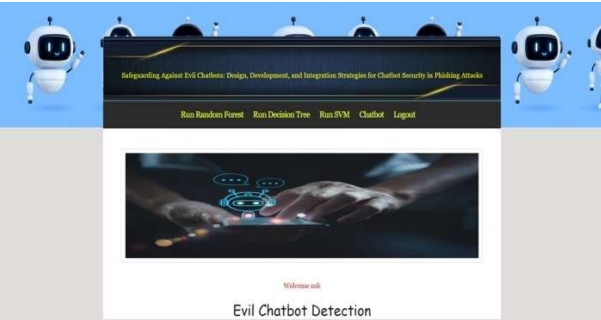 Safeguarding Against Evil Chatbots: Design, Development, and Integration Strategies for Chatbot Security in Phishing Attacks
Run Random Forest Run Decision Tree Run SVM Chatbot Logout
Welcome nsk
Evil Chatbot Detection